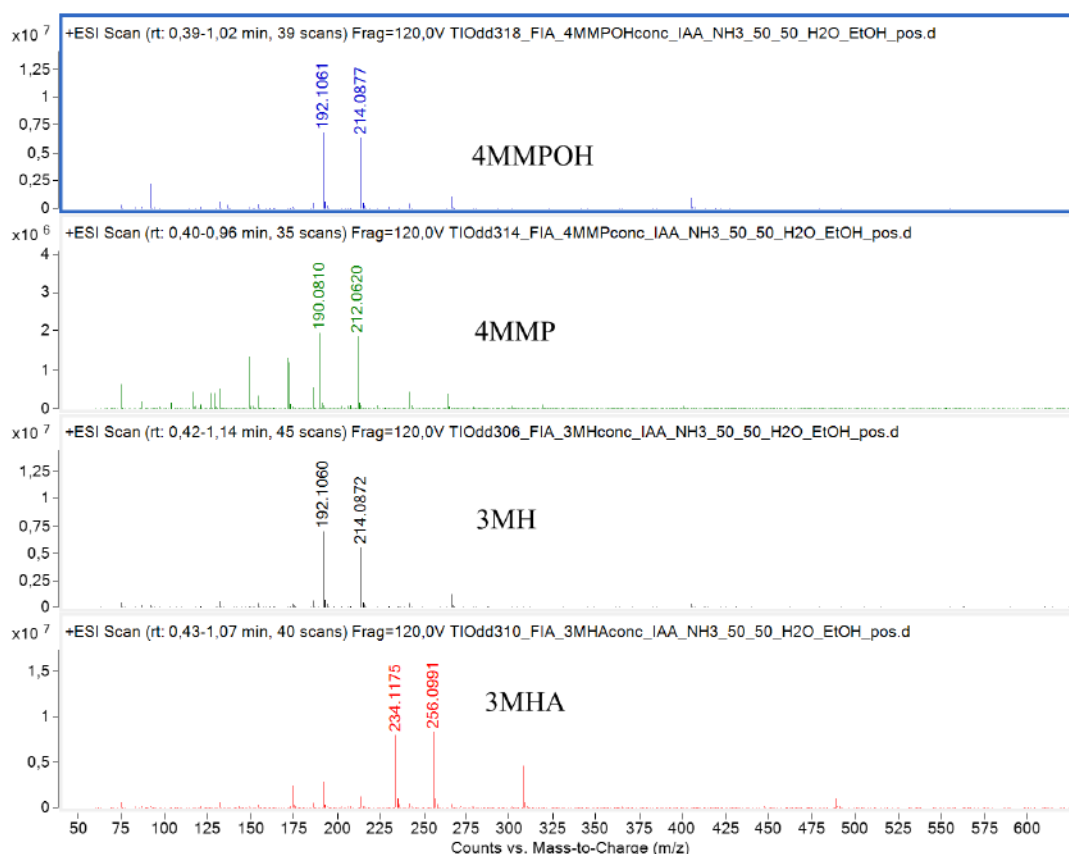 x10 7 +ESI Scan (rt: 0,39-1,02 min, 39 scans) Frag=120,0V TIOdd318_FIA_4MMPOHconc_IAA_NH3_50_50_H2O_EtOH_pos.d
1,25
1
0,75
0,5
0,25
0
192.1061
214.0877
4MMPOH
x10 6 +ESI Scan (rt: 0,40-0,96 min, 35 scans) Frag=120,0V TIOdd314_FIA_4MMPconc_IAA_NH3_50_50_H2O_EtOH_pos.d
4
3
2
1
0
190.0810
212.0620
4MMP
x10 7 +ESI Scan (rt: 0,42-1,14 min, 45 scans) Frag=120,0V TIOdd306_FIA_3MHconc_IAA_NH3_50_50_H2O_EtOH_pos.d
1,25
1
0,75
0,5
0,25
0
192.1060
214.0872
3MH
x10 7 +ESI Scan (rt: 0,43-1,07 min, 40 scans) Frag=120,0V TIOdd310_FIA_3MHAconc_IAA_NH3_50_50_H2O_EtOH_pos.d
1,5
1
0,5
0
234.1175
256.0991
3MHA
50 75 100 125 150 175 200 225 250 275 300 325 350 375 400 425 450 475 500 525 550 575 600
Counts vs. Mass-to-Charge (m/z)